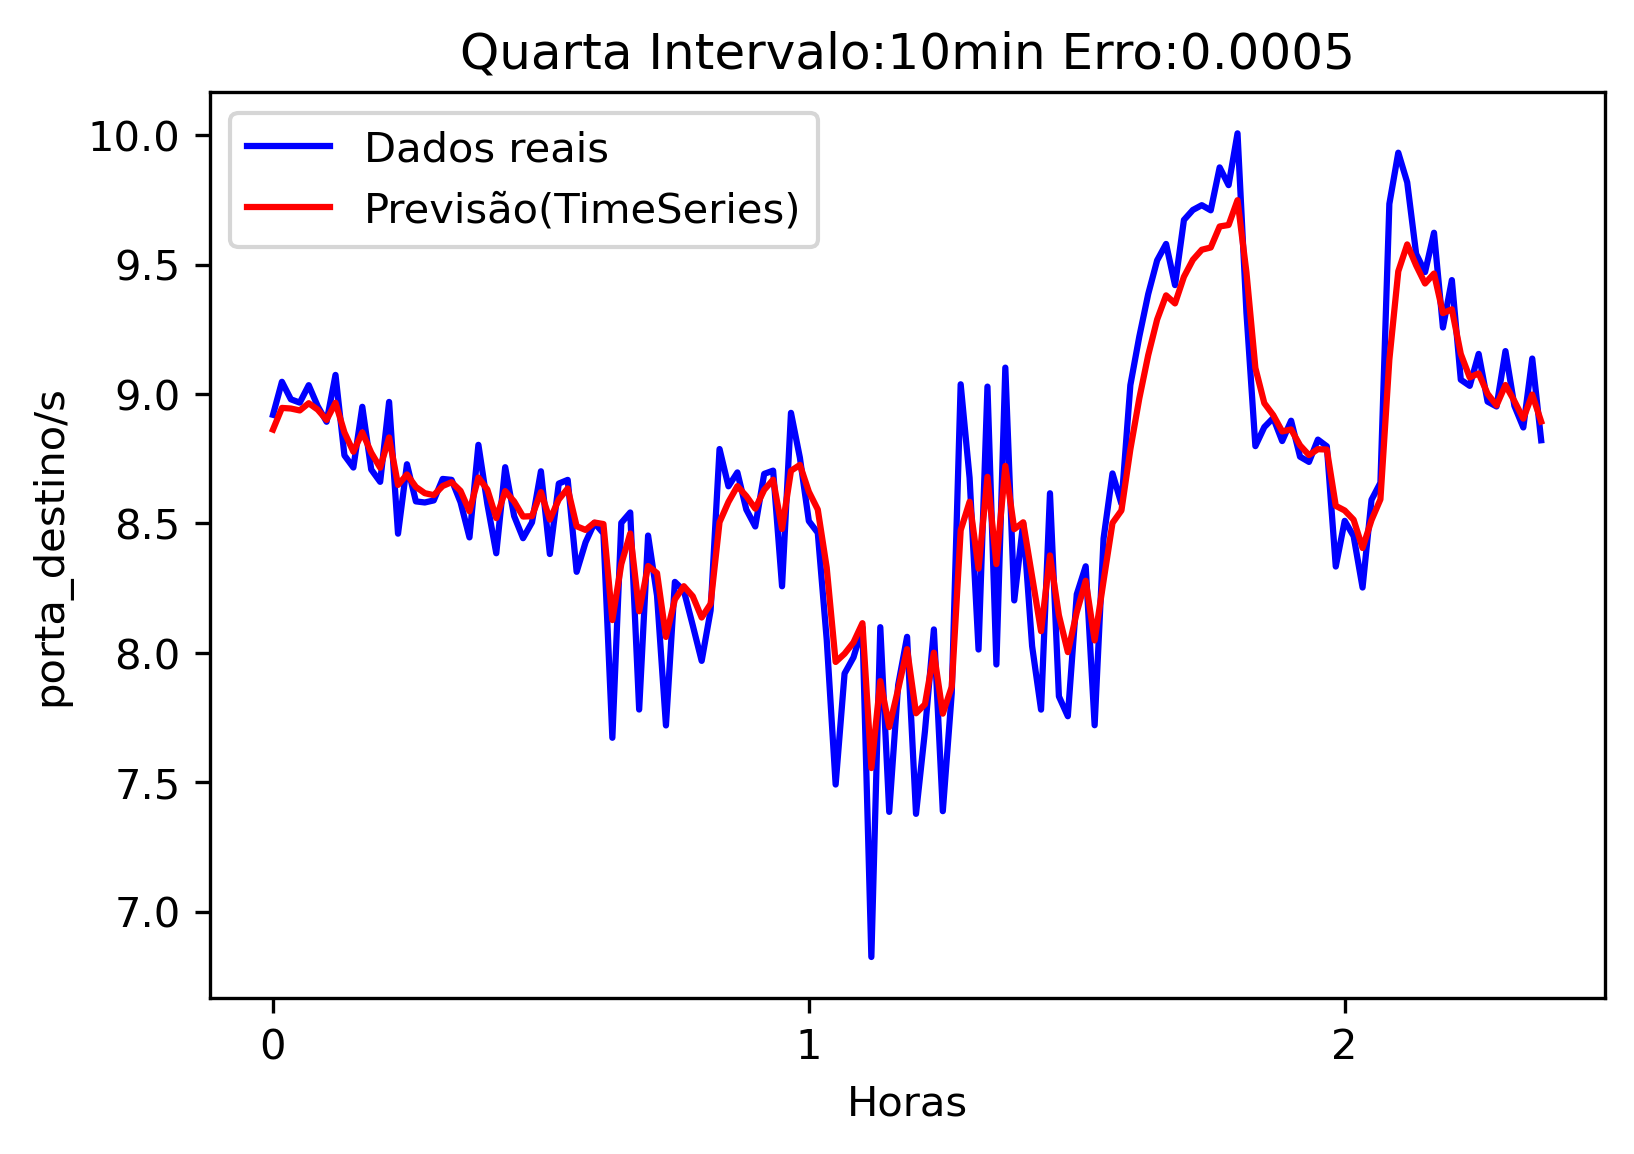 Quarta Intervalo:10min Erro:0.0005
Dados reais
Previsão(TimeSeries)
porta_destino/s
10.0
9.5
9.0
8.5
8.0
7.5
7.0
0 1 2
Horas